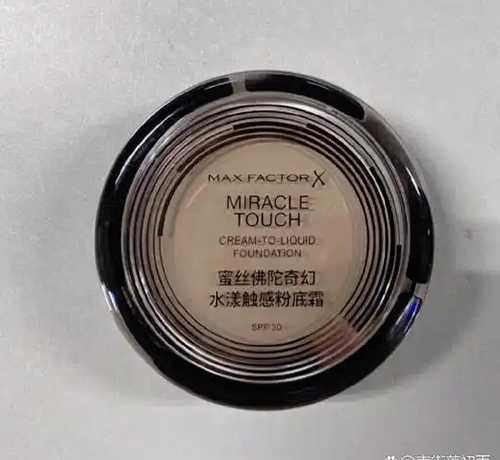 MAX FACTOR X
MIRACLE
TOUCH
CREAM-TO-LIQUID
FOUNDATION
蜜丝佛陀奇幻
水漾触感粉底霜
SPF 30